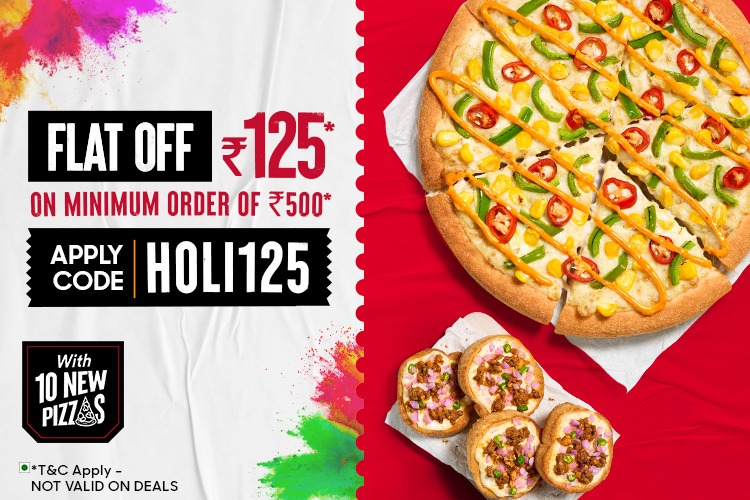 FLAT OFF ₹125*
ON MINIMUM ORDER OF ₹500*
APPLY
CODE
HOLI125
With
10 NEW
PIZZAS
*T&C Apply -
NOT VALID ON DEALS